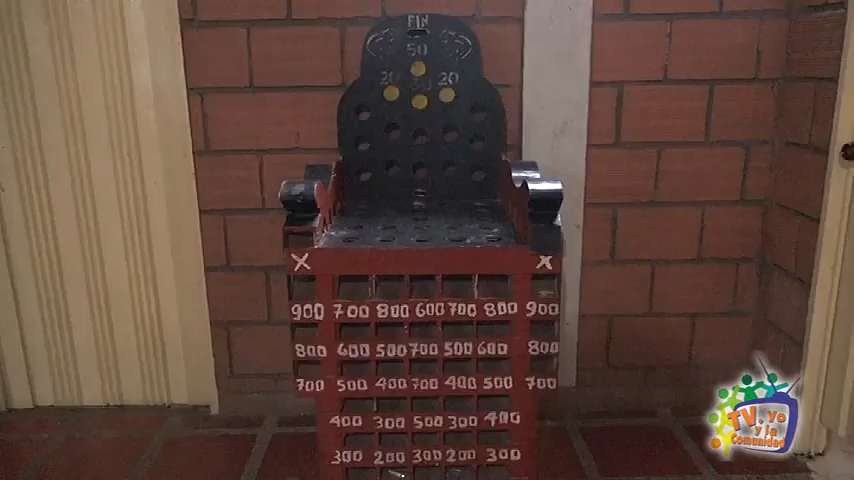 FIN
50
20 50 20
X X
900 700 800 600 700 800 900
800 600 500 700 500 600 800
700 500 400 700 400 500 700
400 300 500 300 400
300 200 300 200 300
TV, yo
y la
Comunidad